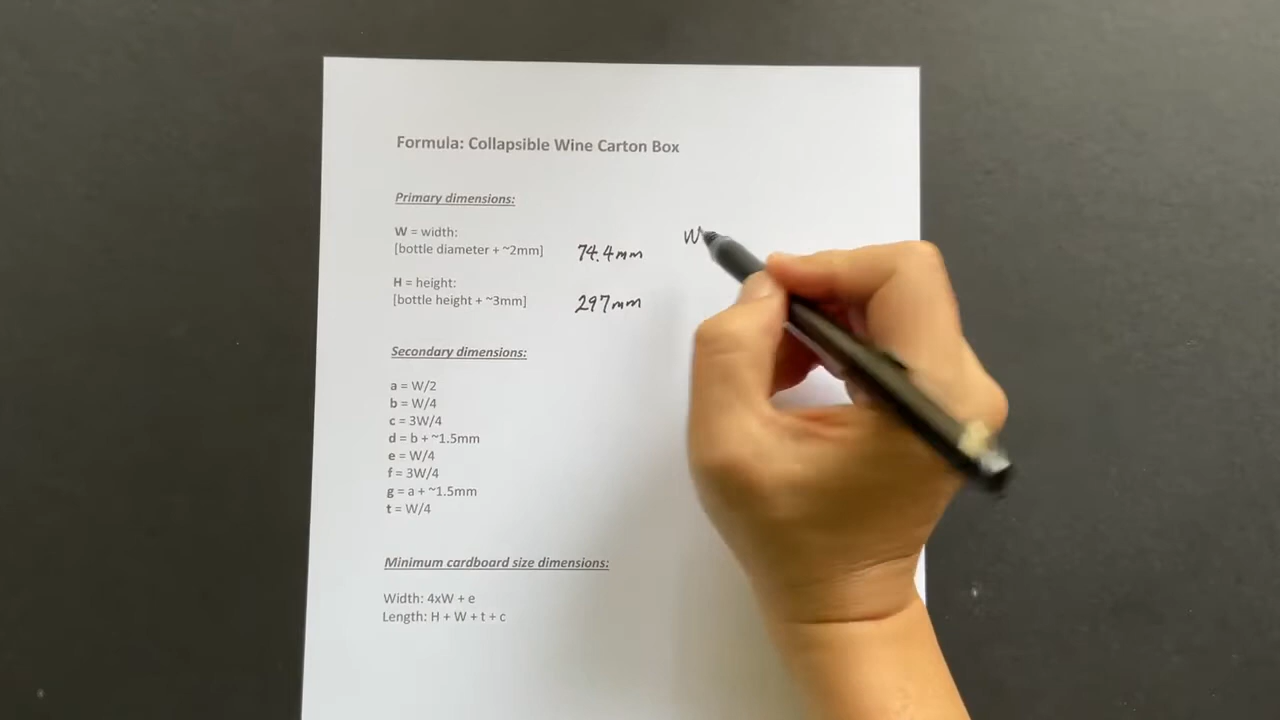 Formula: Collapsible Wine Carton Box
Primary dimensions:
W = width:
[bottle diameter + ~2mm] 74.4mm W
H = height:
[bottle height + ~3mm] 297mm
Secondary dimensions:
a = W/2
b = W/4
c = 3W/4
d = b + ~1.5mm
e = W/4
f = 3W/4
g = a + ~1.5mm
t = W/4
Minimum cardboard size dimensions:
Width: 4xW + e
Length: H + W + t + c